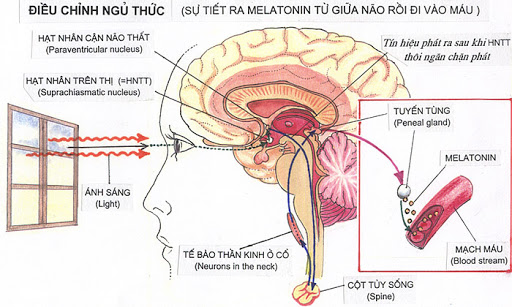 ĐIỀU CHỈNH NGỦ THỨC (SỰ TIẾT RA MELATONIN TỪ GIỮA NÃO RỒI ĐI VÀO MÁU )
HẠT NHÂN CẬN NÃO THẤT
(Paraventricular nucleus)
Tín hiệu phát ra sau khi HNTT
thôi ngăn chận phát
HẠT NHÂN TRÊN THỊ (=HNTT)
(Suprachiasmatic nucleus)
TUYẾN TÙNG
(Peneal gland)
MELATONIN
ÁNH SÁNG
(Light)
TẾ BÀO THẦN KINH Ở CỔ
(Neurons in the neck)
MẠCH MÁU
(Blood stream)
CỘT TỦY SỐNG
(Spine)